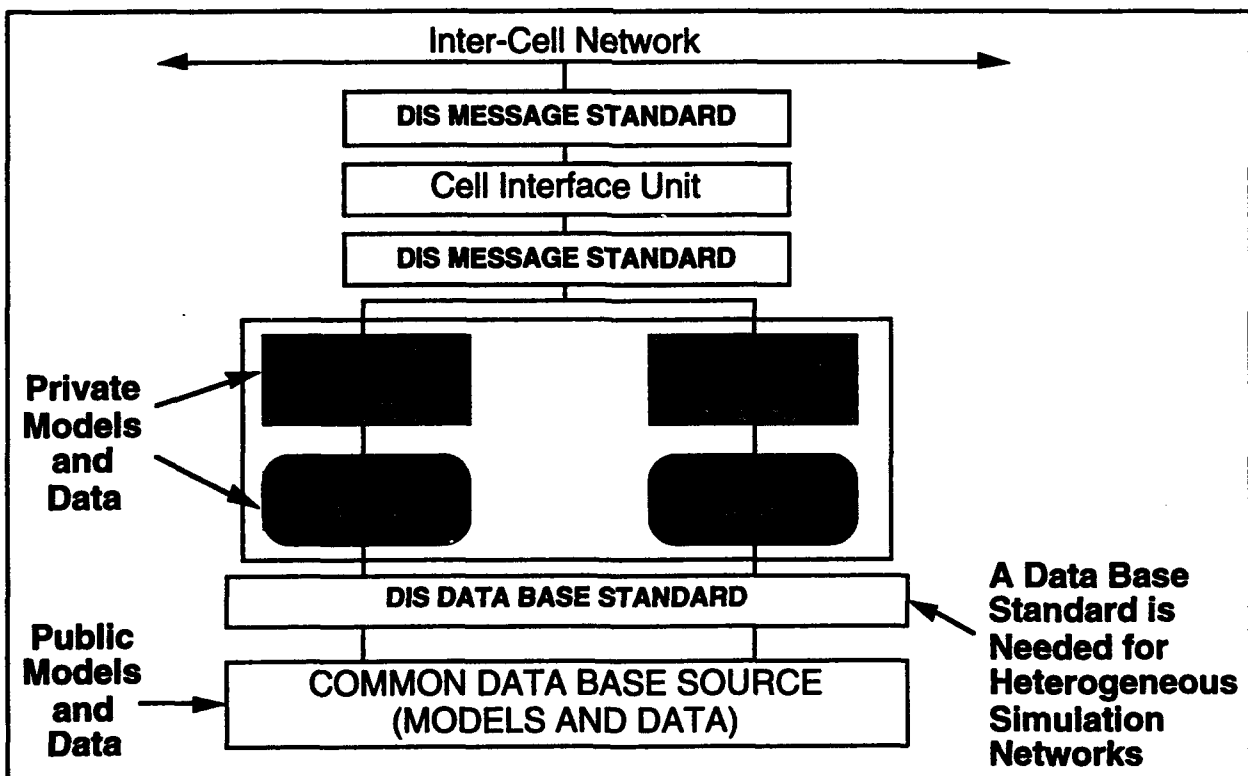 Inter-Cell Network
DIS MESSAGE STANDARD
Cell Interface Unit
DIS MESSAGE STANDARD
Private
Models
and
Data
DIS DATA BASE STANDARD
Public
Models
and
Data
COMMON DATA BASE SOURCE
(MODELS AND DATA)
A Data Base
Standard is
Needed for
Heterogeneous
Simulation
Networks